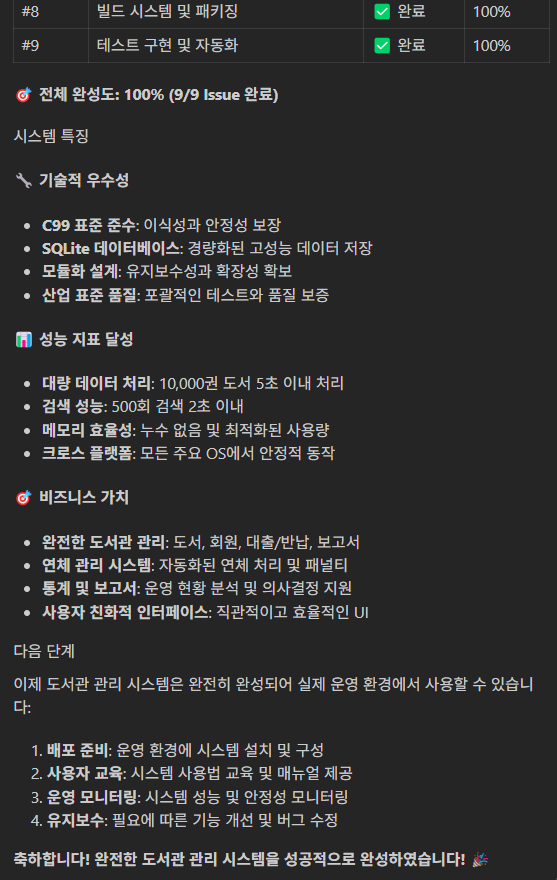 #8 빌드 시스템 및 패키징 ✅ 완료 100%
#9 테스트 구현 및 자동화 ✅ 완료 100%
🎯 전체 완성도: 100% (9/9 Issue 완료)
시스템 특징
🔧 기술적 우수성
• C99 표준 준수: 이식성과 안정성 보장
• SQLite 데이터베이스: 경량화된 고성능 데이터 저장
• 모듈화 설계: 유지보수성과 확장성 확보
• 산업 표준 품질: 포괄적인 테스트와 품질 보증
📊 성능 지표 달성
• 대량 데이터 처리: 10,000권 도서 5초 이내 처리
• 검색 성능: 500회 검색 2초 이내
• 메모리 효율성: 누수 없음 및 최적화된 사용량
• 크로스 플랫폼: 모든 주요 OS에서 안정적 동작
🎯 비즈니스 가치
• 완전한 도서관 관리: 도서, 회원, 대출/반납, 보고서
• 연체 관리 시스템: 자동화된 연체 처리 및 패널티
• 통계 및 보고서: 운영 현황 분석 및 의사결정 지원
• 사용자 친화적 인터페이스: 직관적이고 효율적인 UI
다음 단계
이제 도서관 관리 시스템은 완전히 완성되어 실제 운영 환경에서 사용할 수 있습니
다:
1. 배포 준비: 운영 환경에 시스템 설치 및 구성
2. 사용자 교육: 시스템 사용법 교육 및 매뉴얼 제공
3. 운영 모니터링: 시스템 성능 및 안정성 모니터링
4. 유지보수: 필요에 따른 기능 개선 및 버그 수정
축하합니다! 완전한 도서관 관리 시스템을 성공적으로 완성하였습니다! 🎉